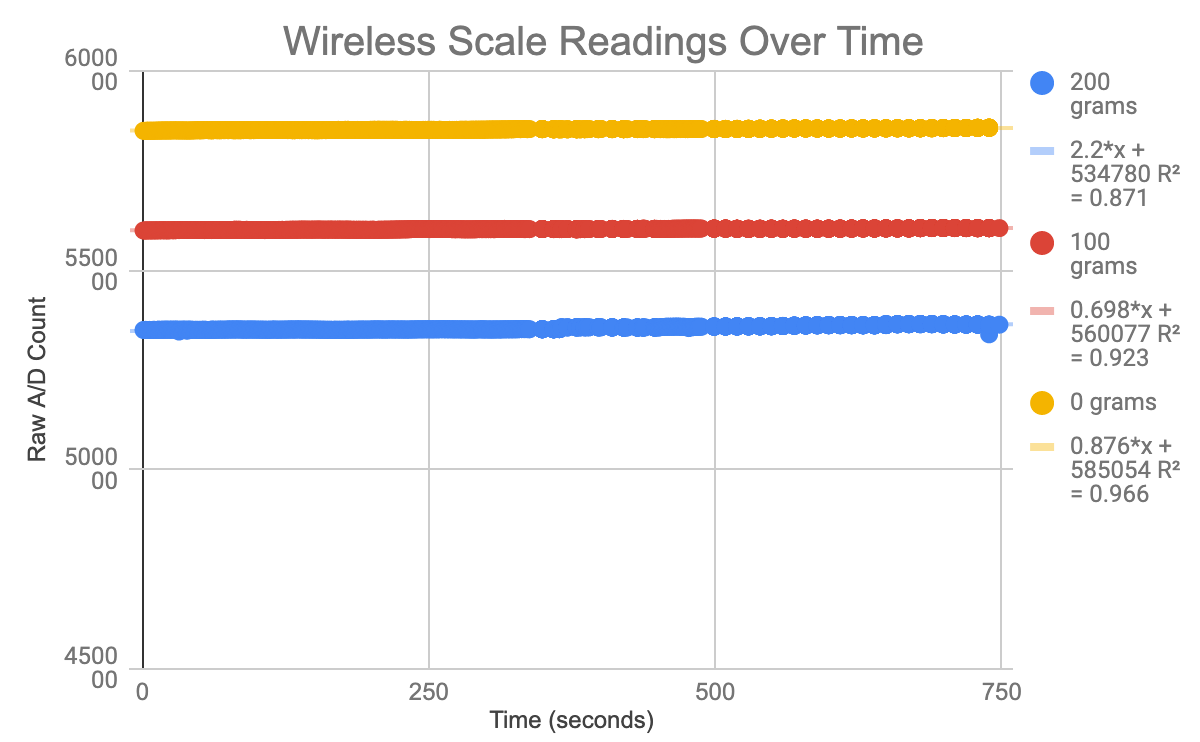 Wireless Scale Readings Over Time
6000
00
5500
00
5000
00
4500
00
Raw A/D Count
0
250
500
750
Time (seconds)
200
grams
2.2*x +
534780 R²
= 0.871
100
grams
0.698*x +
560077 R²
= 0.923
0 grams
0.876*x +
585054 R²
= 0.966